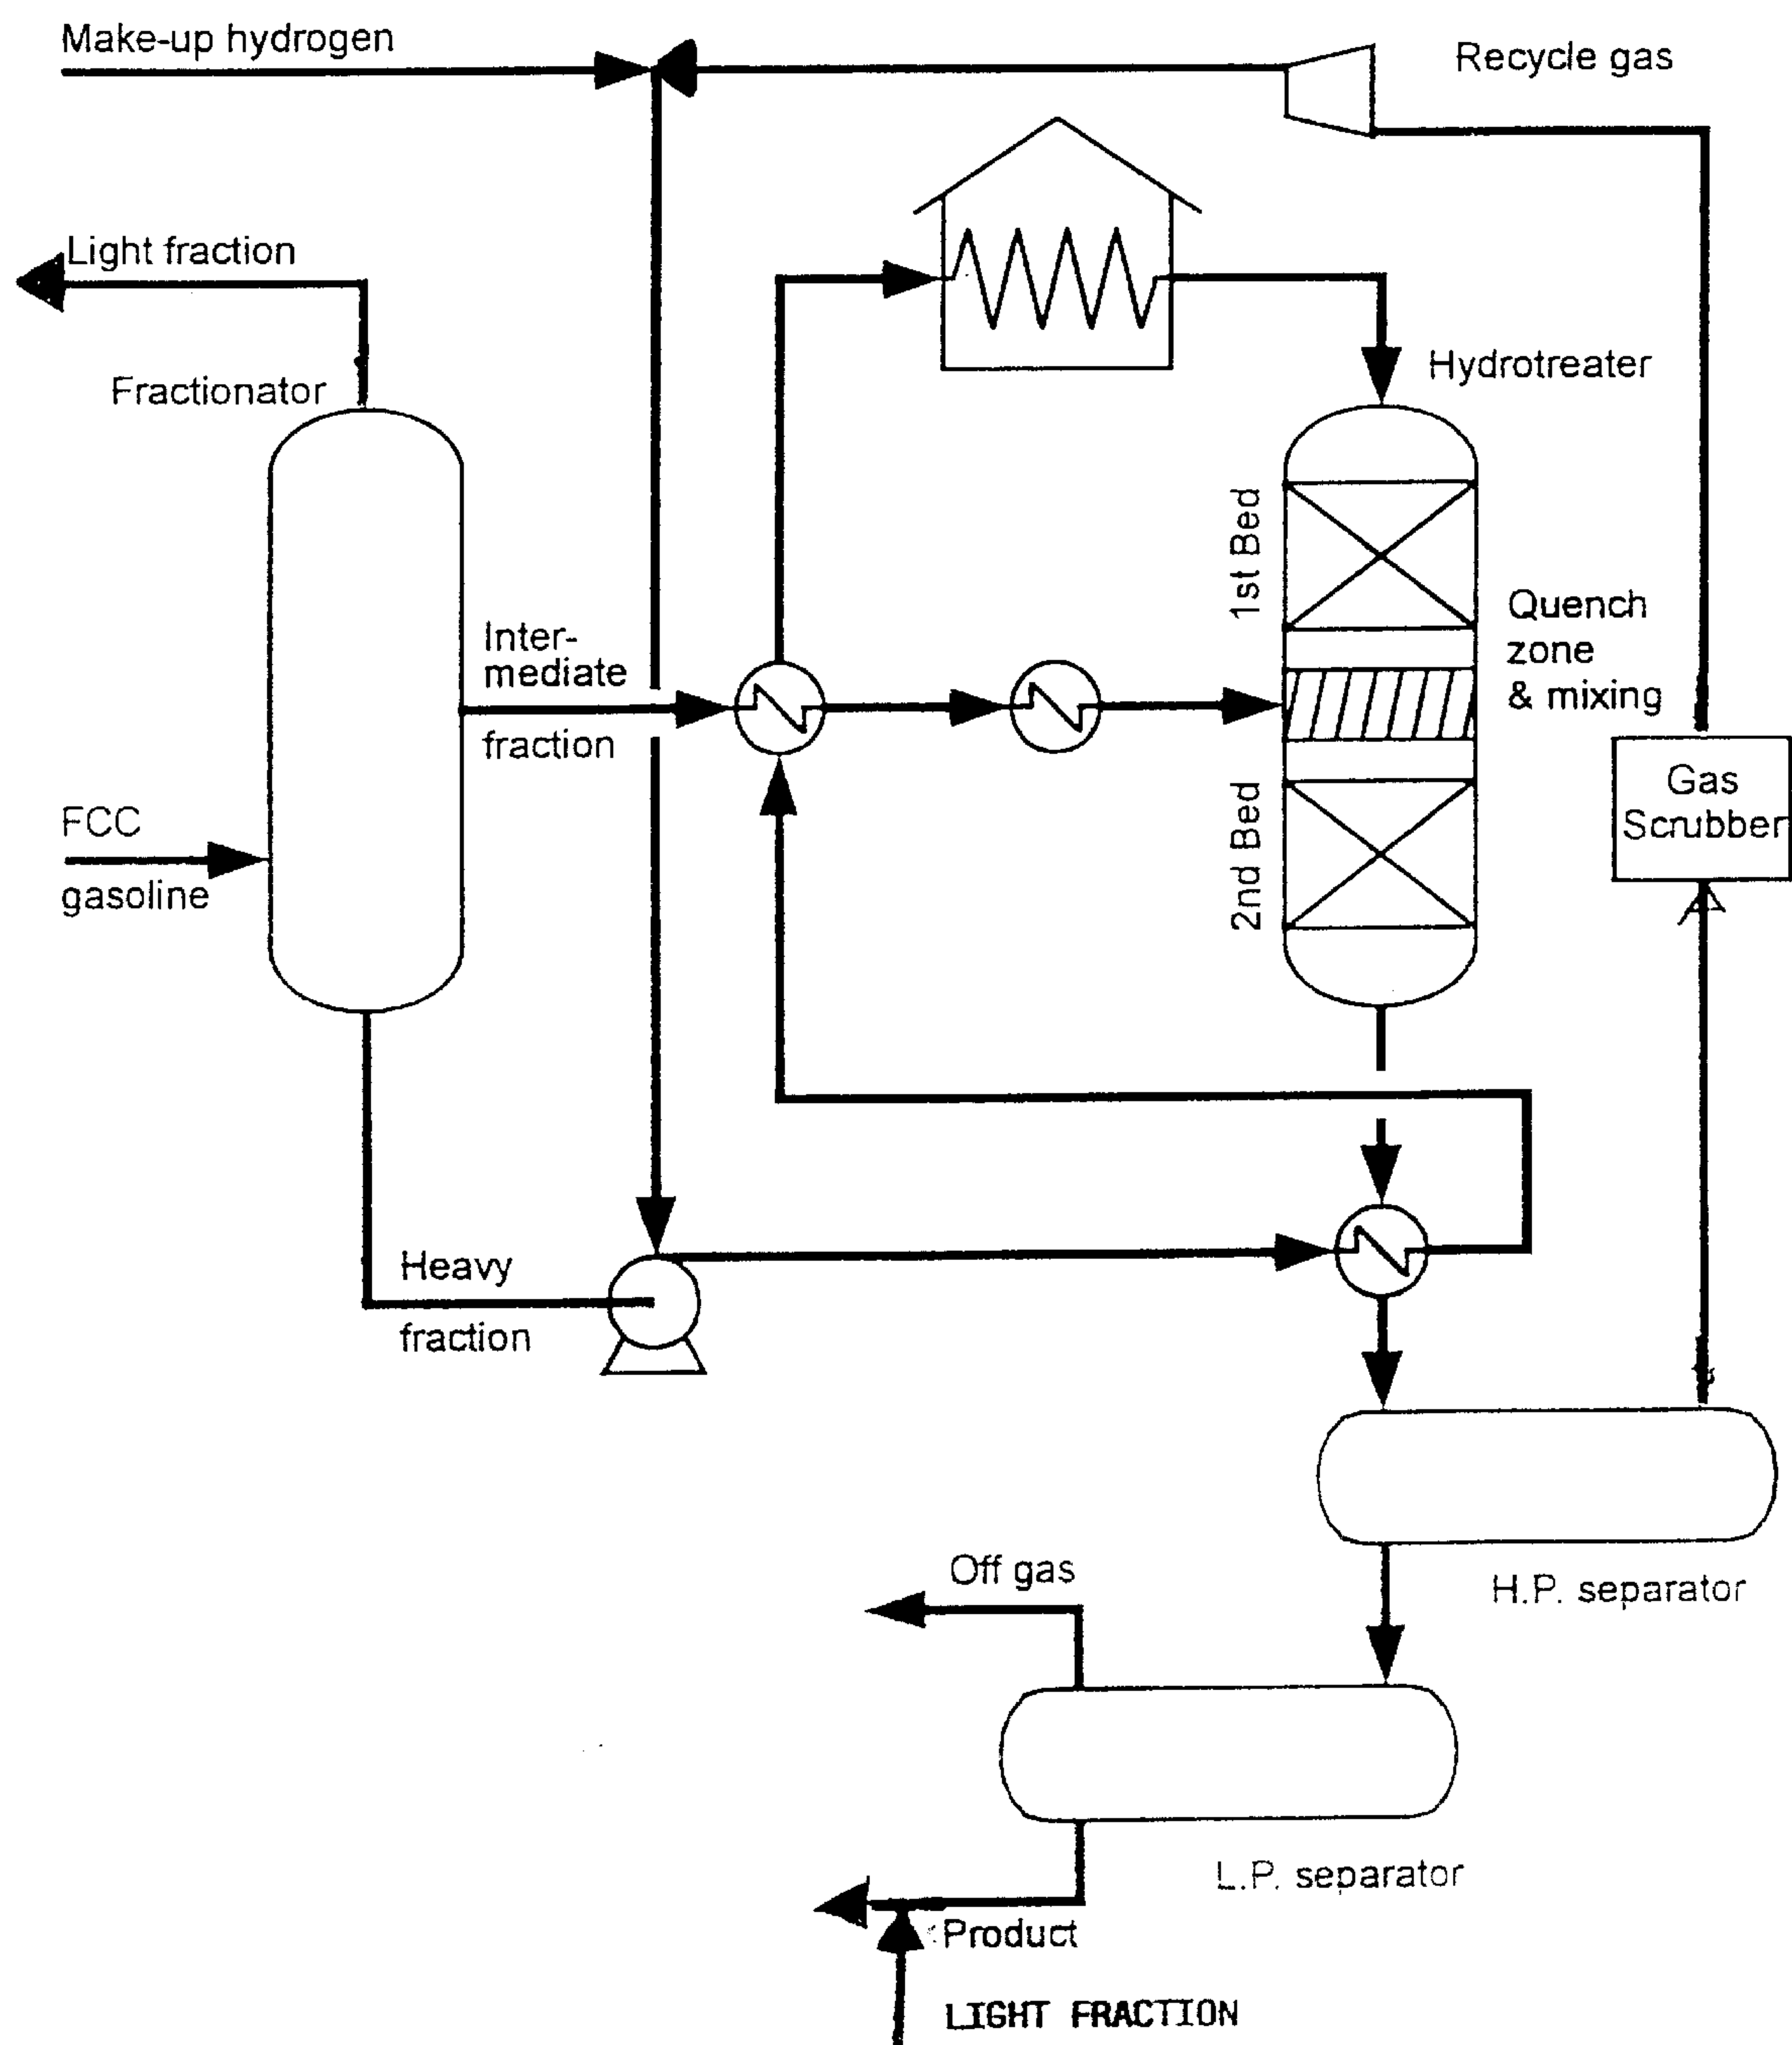 Make-up hydrogen
Recycle gas
Light fraction
Fractionator
Hydrotreater
1st Bed
Inter-
mediate
fraction
Quench
zone
& mixing
Gas
Scrubber
FCC
gasoline
2nd Bed
Heavy
fraction
H.P. separator
Off gas
L.P. separator
Product
LIGHT FRACTION